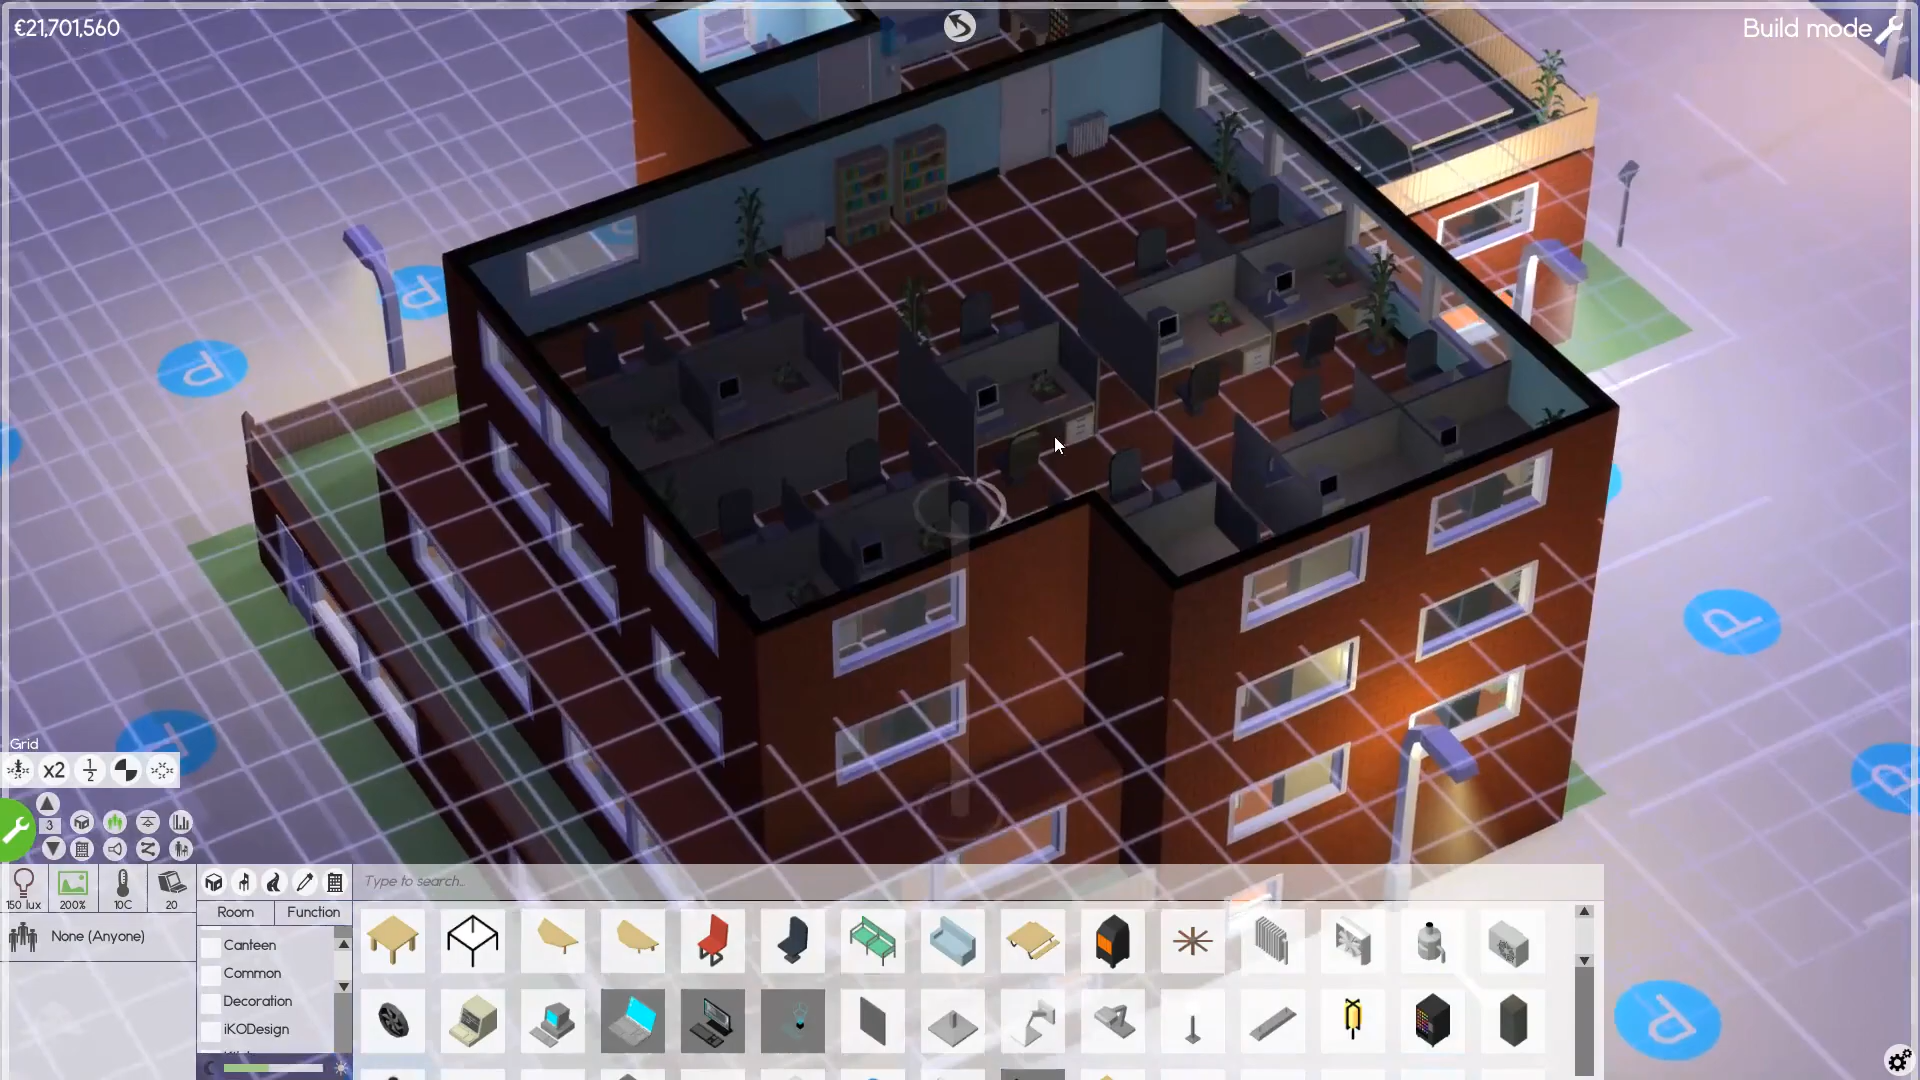 €21,701,560
Build mode
P
P
P
P
P
P
Grid
x2
1/2
3
150 lux
200%
10C
20
Type to search...
Room
Function
None (Anyone)
Canteen
Common
Decoration
iKODesign